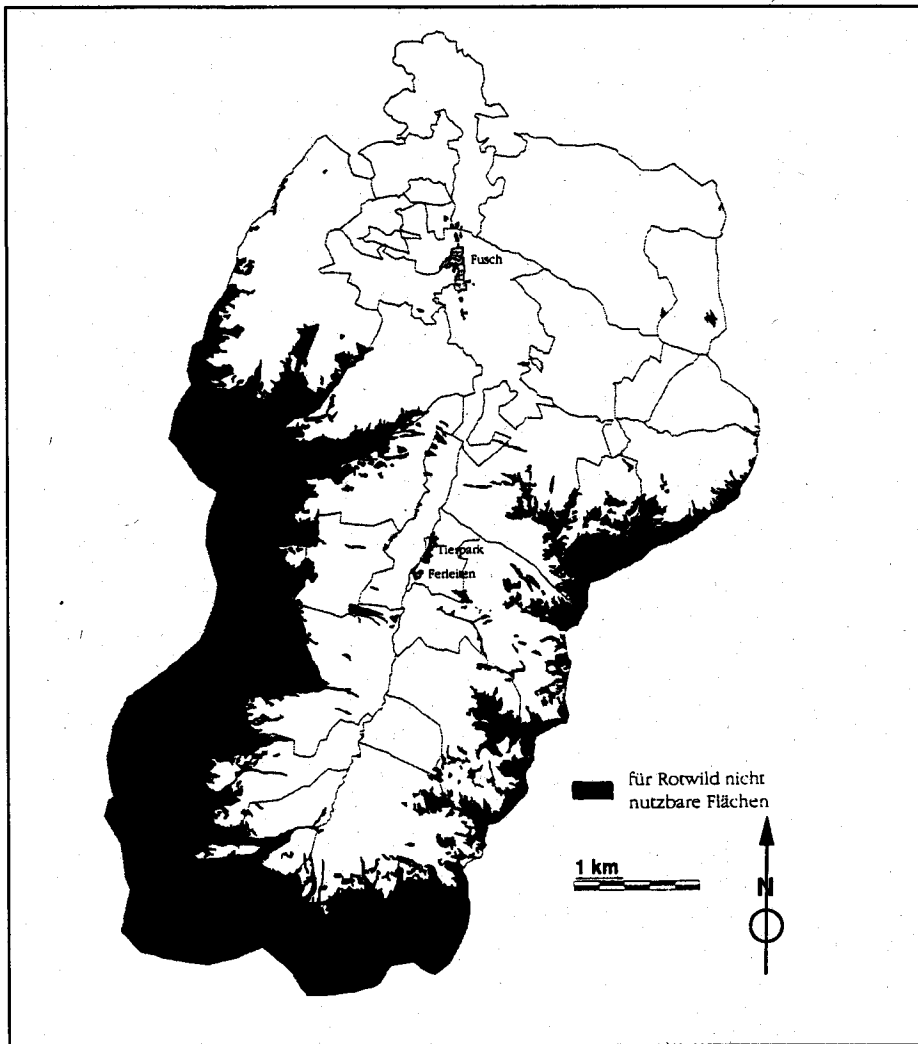 Fusch
Tierpark
Ferleiten
für Rotwild nicht
nutzbare Flächen
1 km
N